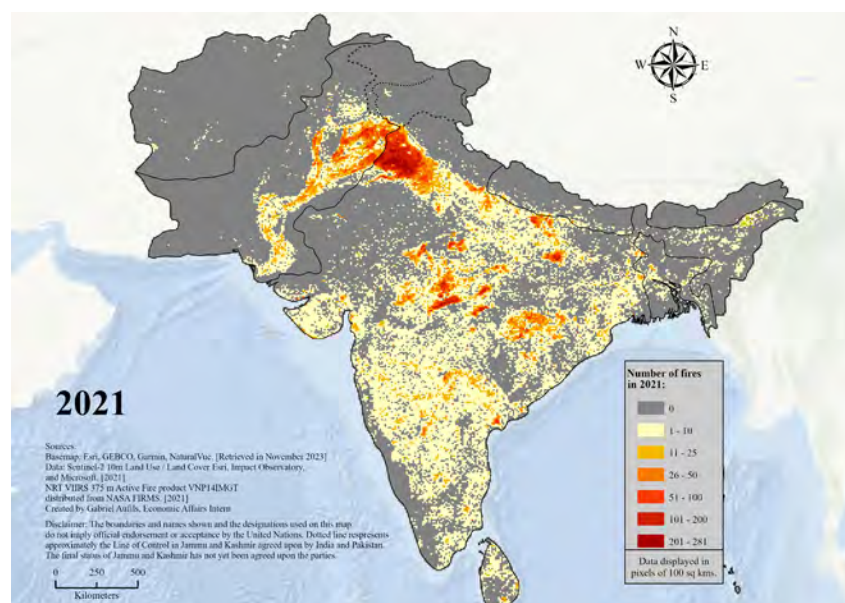 N
W
E
S
2021
Sources:
Basemap: Esri, GEBCO, Garmin, NaturalVue. [Retrieved in November 2023]
Data: Sentinel-2 10m Land Use / Land Cover Esri, Impact Observatory,
and Microsoft. [2021]
NRT VIIRS 375 m Active Fire product VNP14IMGT
distributed from NASA FIRMS. [2021]
Created by Gabriel Aufils, Economic Affairs Intern
Disclaimer: The boundaries and names shown and the designations used on this map
do not imply official endorsement or acceptance by the United Nations. Dotted line respresents
approximately the Line of Control in Jammu and Kashmir agreed upon by India and Pakistan.
The final status of Jammu and Kashmir has not yet been agreed upon the parties.
0 250 500
Kilometers
Number of fires
in 2021:
0
1 - 10
11 - 25
26 - 50
51 - 100
101 - 200
201 - 281
Data displayed in
pixels of 100 sq kms.